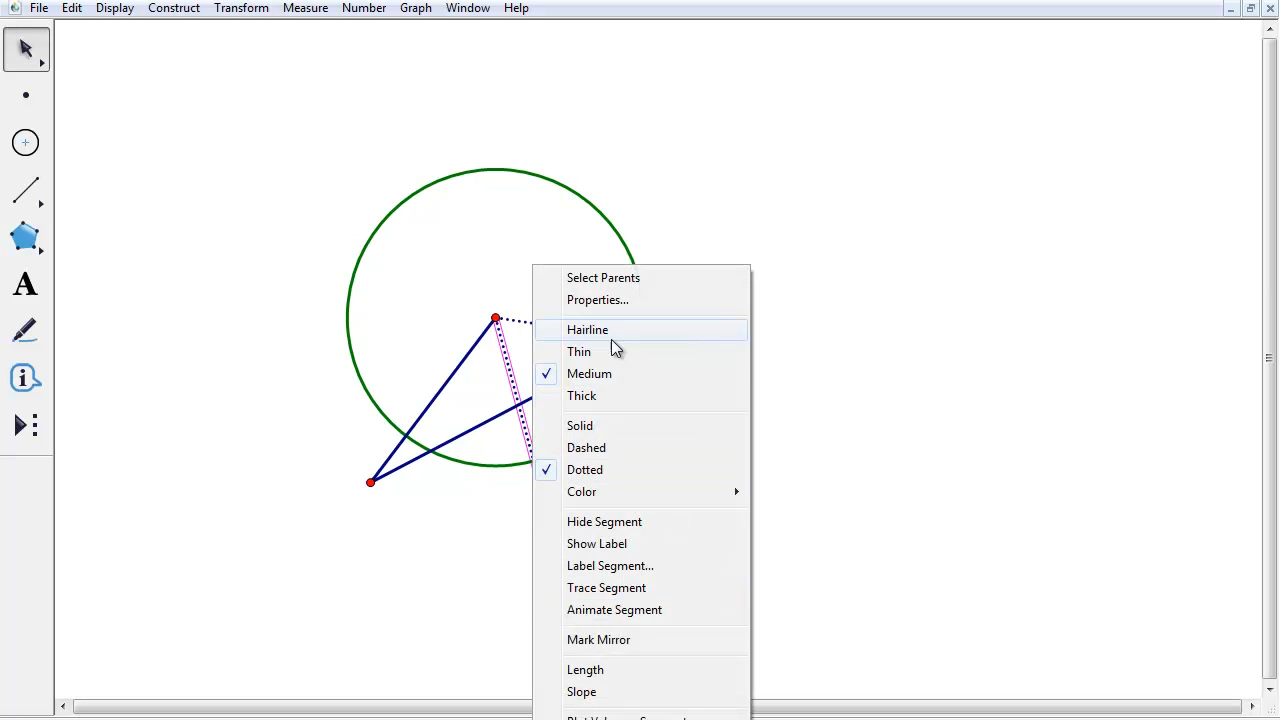 File Edit Display Construct Transform Measure Number Graph Window Help
A
Select Parents
Properties...
Hairline
Thin
Medium
Thick
Solid
Dashed
Dotted
Color
Hide Segment
Show Label
Label Segment...
Trace Segment
Animate Segment
Mark Mirror
Length
Slope